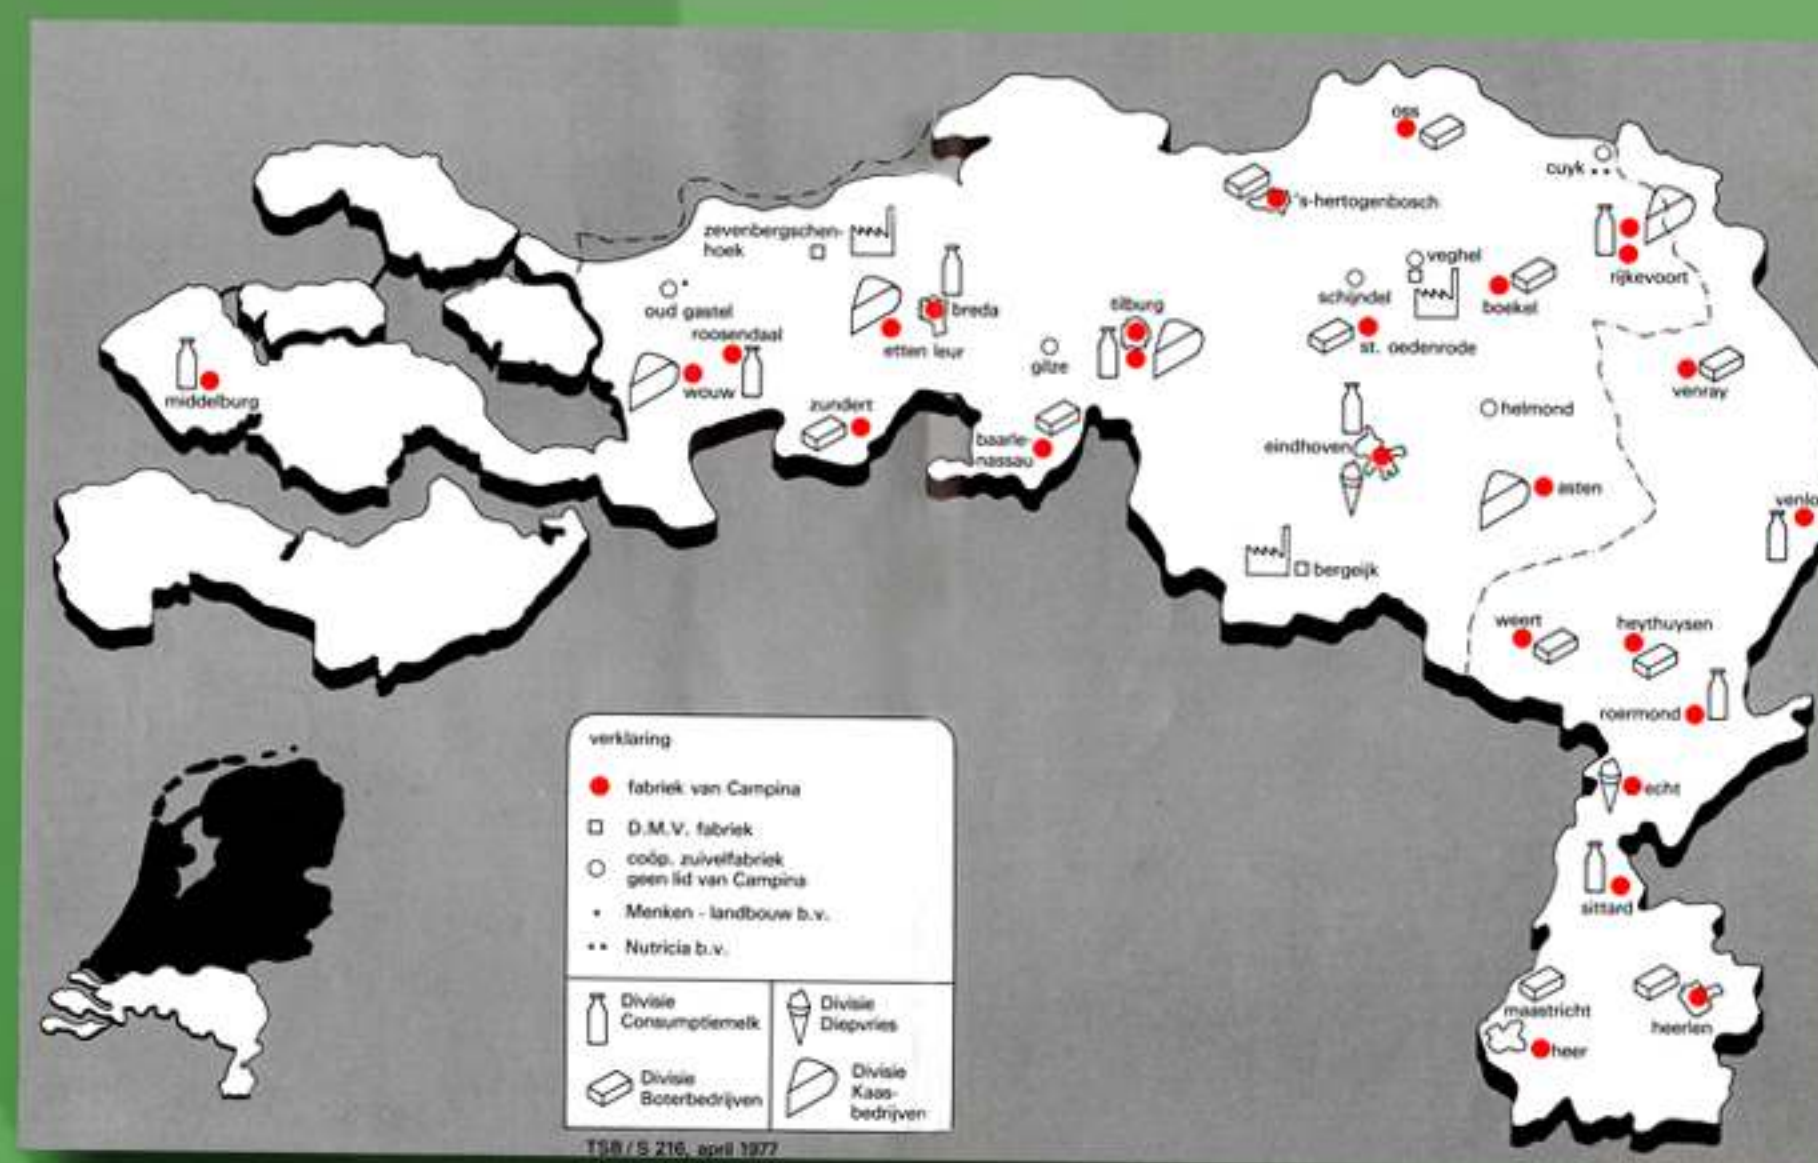 oss
cuyk
's-hertogenbosch
zevenbergschen-
hoek
veghel
rijkevoort
oud gastel
schijndel
boekel
breda
tilburg
roosendaal
etten leur
st. oedenrode
gilze
wouw
venray
middelburg
zundert
helmond
baarle-
nassau
eindhoven
asten
venlo
bergeijk
weert
heythuysen
roermond
echt
sittard
maastricht
heerlen
heer
verklaring
fabriek van Campina
D.M.V. fabriek
coöp. zuivelfabriek
geen lid van Campina
Menken - landbouw b.v.
Nutricia b.v.
Divisie
Consumptiemelk
Divisie
Diepvries
Divisie
Boterbedrijven
Divisie
Kaas-
bedrijven
TSB / S 216, april 1977